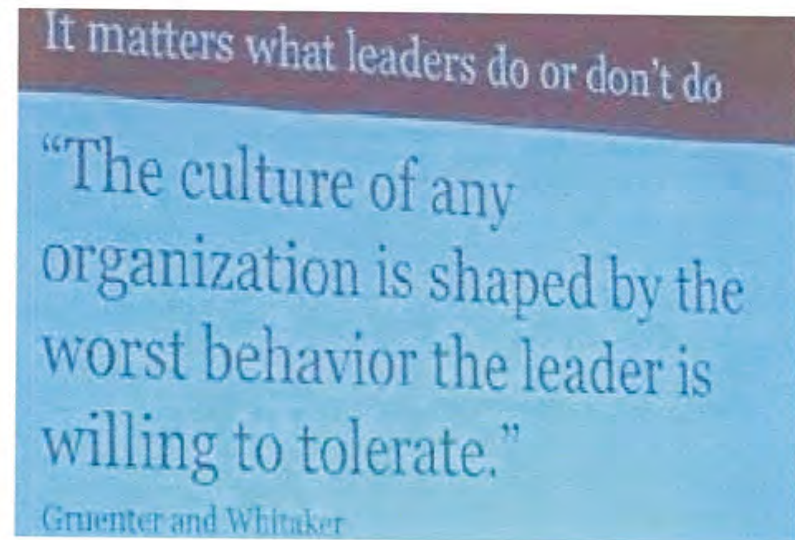 It matters what leaders do or don't do
“The culture of any
organization is shaped by the
worst behavior the leader is
willing to tolerate.”
Gruenter and Whitaker